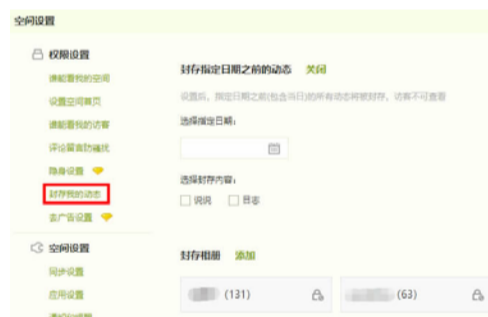 空间设置
权限设置
谁能看我的空间
设置空间首页
谁能看我的访客
评论留言防骚扰
隐身设置
封存我的动态
去广告设置
空间设置
同步设置
应用设置
封存指定日期之前的动态 关闭
设置后，指定日期之前(包含当日)的所有动态将被封存，访客不可查看
选择指定日期：
选择封存内容：
说说 日志
封存相册 添加
(131)
(63)